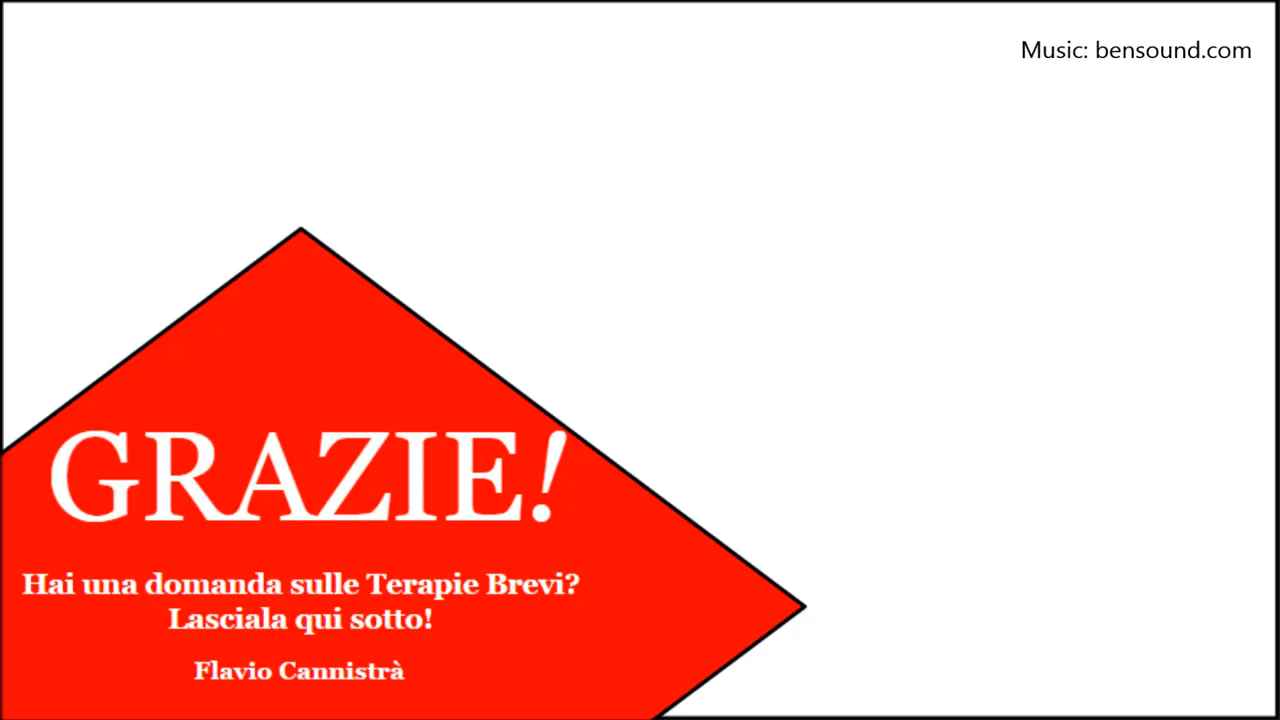 Music: bensound.com
GRAZIE!
Hai una domanda sulle Terapie Brevi?
Lasciala qui sotto!
Flavio Cannistrà